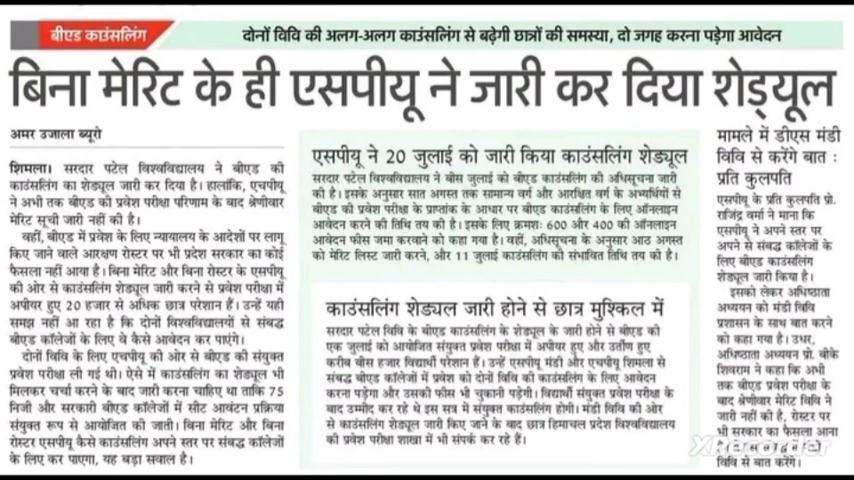 बीएड काउंसलिंग
दोनों विवि की अलग-अलग काउंसलिंग से बढ़ेगी छात्रों की समस्या, दो जगह करना पड़ेगा आवेदन
बिना मेरिट के ही एसपीयू ने जारी कर दिया शेड्यूल
अमर उजाला ब्यूरो
शिमला। सरदार पटेल विश्वविद्यालय ने बीएड की
काउंसलिंग का शेड्यूल जारी कर दिया है। हालांकि, एचपीयू
ने अभी तक बीएड की प्रवेश परीक्षा परिणाम के बाद श्रेणीवार
मेरिट सूची जारी नहीं की है।
वहीं, बीएड में प्रवेश के लिए न्यायालय के आदेशों पर लागू
किए जाने वाले आरक्षण रोस्टर पर भी प्रदेश सरकार का कोई
फैसला नहीं आया है। बिना मेरिट और बिना रोस्टर के एसपीयू
की ओर से काउंसलिंग शेड्यूल जारी करने से प्रवेश परीक्षा में
अपीयर हुए 20 हजार से अधिक छात्र परेशान हैं। उन्हें यही
समझ नहीं आ रहा है कि दोनों विश्वविद्यालयों से संबद्ध
बीएड कॉलेजों के लिए वे कैसे आवेदन कर पाएंगे।
दोनों विवि के लिए एचपीयू की ओर से बीएड की संयुक्त
प्रवेश परीक्षा ली गई थी। ऐसे में काउंसलिंग का शेड्यूल भी
मिलकर चर्चा करने के बाद जारी करना चाहिए था ताकि 75
निजी और सरकारी बीएड कॉलेजों में सीट आवंटन प्रक्रिया
संयुक्त रूप से आयोजित की जाती। बिना मेरिट और बिना
रोस्टर एसपीयू कैसे काउंसलिंग अपने स्तर पर संबद्ध कॉलेजों
के लिए कर पाएगा, यह बड़ा सवाल है।
एसपीयू ने 20 जुलाई को जारी किया काउंसलिंग शेड्यूल
सरदार पटेल विश्वविद्यालय ने बीस जुलाई को बीएड काउंसलिंग की अधिसूचना जारी
की है। इसके अनुसार सात अगस्त तक सामान्य वर्ग और आरक्षित वर्ग के अभ्यर्थियों से
बीएड की प्रवेश परीक्षा के प्राप्तांक के आधार पर बीएड काउंसलिंग के लिए ऑनलाइन
आवेदन करने की तिथि तय की है। इसके लिए क्रमशः 600 और 400 की ऑनलाइन
आवेदन फीस जमा करवाने को कहा गया है। वहीं, अधिसूचना के अनुसार आठ अगस्त
को मेरिट लिस्ट जारी करने, और 11 जुलाई काउंसलिंग की संभावित तिथि तय की है।
काउंसलिंग शेड्यल जारी होने से छात्र मुश्किल में
सरदार पटेल विवि के बीएड काउंसलिंग के शेड्यूल के जारी होने से बीएड की
एक जुलाई को आयोजित संयुक्त प्रवेश परीक्षा में अपीयर हुए और उर्तीण हुए
करीब बीस हजार विद्यार्थी परेशान हैं। उन्हें एसपीयू मंडी और एचपीयू शिमला से
संबद्ध बीएड कॉलेजों में प्रवेश को दोनों विवि की काउंसलिंग के लिए आवेदन
करना पड़ेगा और उसकी फीस भी चुकानी पड़ेगी। विद्यार्थी संयुक्त प्रवेश परीक्षा के
बाद उम्मीद कर रहे थे इस सत्र में संयुक्त काउंसलिंग होगी। मंडी विवि की ओर
से काउंसलिंग शेड्यूल जारी किए जाने के बाद छात्र हिमाचल प्रदेश विश्वविद्यालय
की प्रवेश परीक्षा शाखा में भी संपर्क कर रहे हैं।
मामले में डीएस मंडी
विवि से करेंगे बात :
प्रति कुलपति
एसपीयू के प्रति कुलपति प्रो.
राजिंद्र वर्मा ने माना कि
एसपीयू ने अपने स्तर पर
अपने से संबद्ध कॉलेजों के
लिए बीएड काउंसलिंग
शेड्यूल जारी किया है।
इसको लेकर अधिष्ठाता
अध्ययन को मंडी विवि
प्रशासन के साथ बात करने
को कहा गया है। उधर,
अधिष्ठाता अध्ययन प्रो. बीके
शिवराम ने कहा कि अभी
तक बीएड प्रवेश परीक्षा के
बाद श्रेणीवार मेरिट विवि ने
जारी नहीं की है, रोस्टर पर
भी सरकार का फैसला आना
विवि से बात करेंगे।
XRecorder